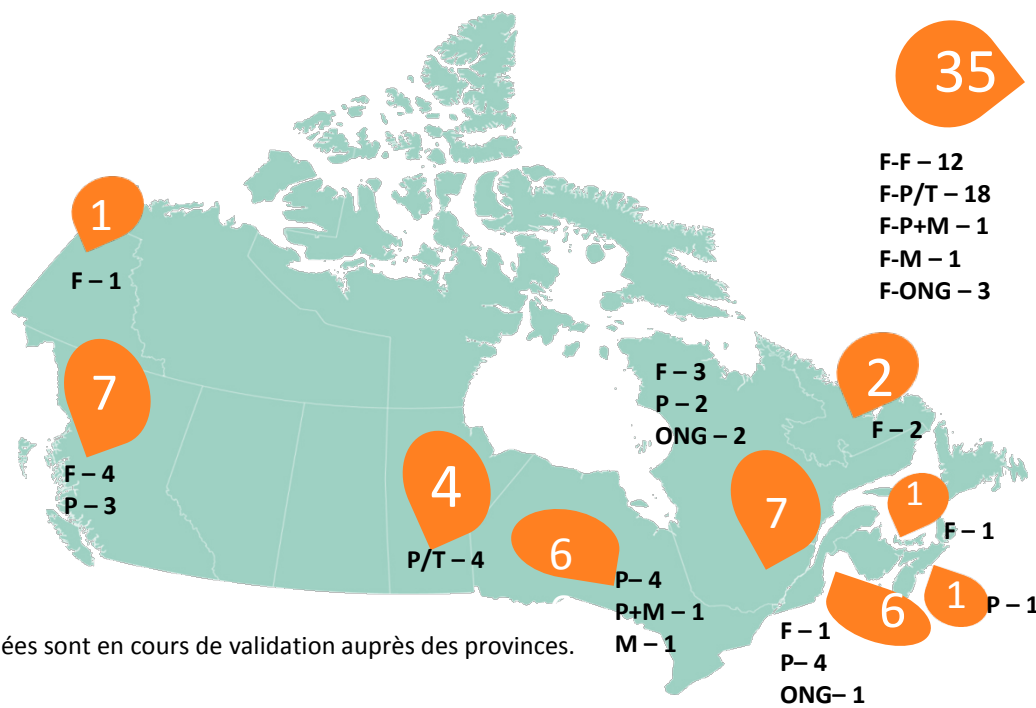 35
F-F – 12
F-P/T – 18
F-P+M – 1
F-M – 1
F-ONG – 3
1
F – 1
7
F – 4
P – 3
4
P/T – 4
6
P– 4
P+M – 1
M – 1
F – 3
P – 2
ONG – 2
7
2
F – 2
1
F – 1
1
P – 1
6
F – 1
P– 4
ONG– 1
ées sont en cours de validation auprès des provinces.